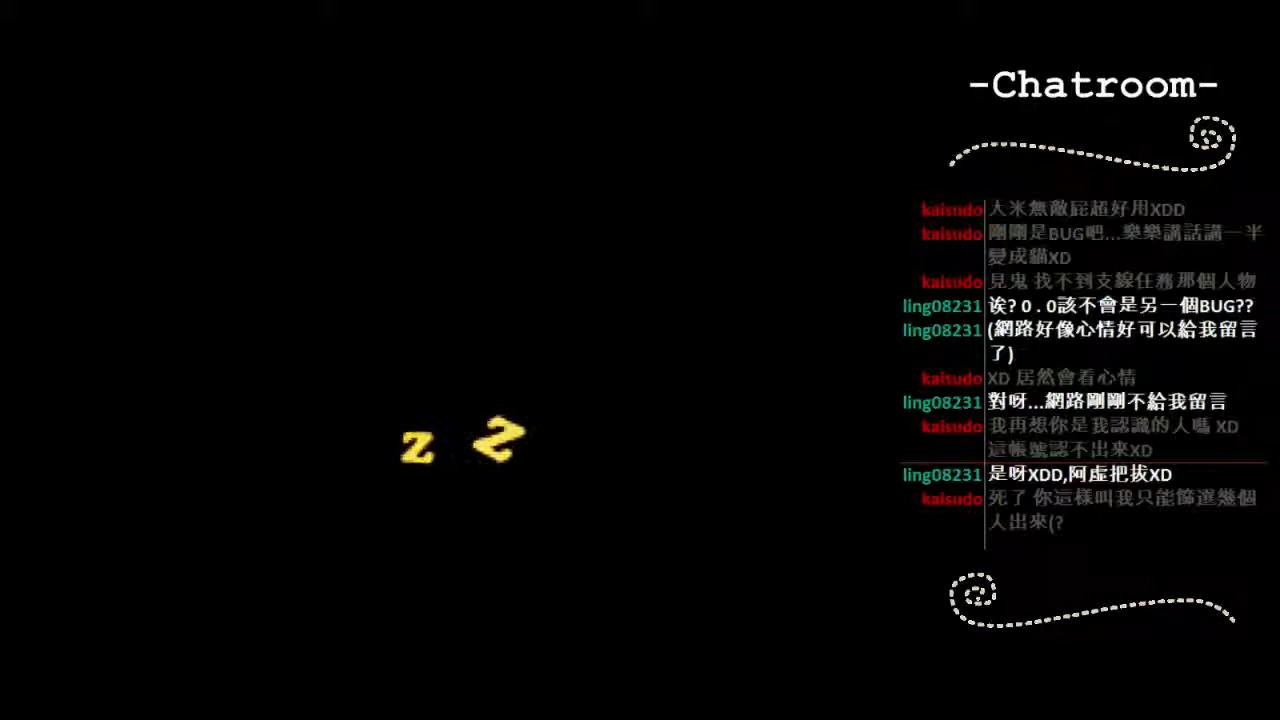 -Chatroom-
kaisudo 大米無敵屁超好用XDD
kaisudo 剛剛是BUG吧...樂樂講話講一半
變成貓XD
kaisudo 見鬼 找不到支線任務那個人物
ling08231 诶? 0 . 0該不會是另一個BUG??
ling08231 (網路好像心情好可以給我留言
了)
kaisudo XD 居然會看心情
ling08231 對呀...網路剛剛不給我留言
kaisudo 我再想你是我認識的人嗎 XD
這帳號認不出來XD
ling08231 是呀XDD,阿虛把拔XD
kaisudo 死了 你這樣叫我只能篩選幾個
人出來(?
z z